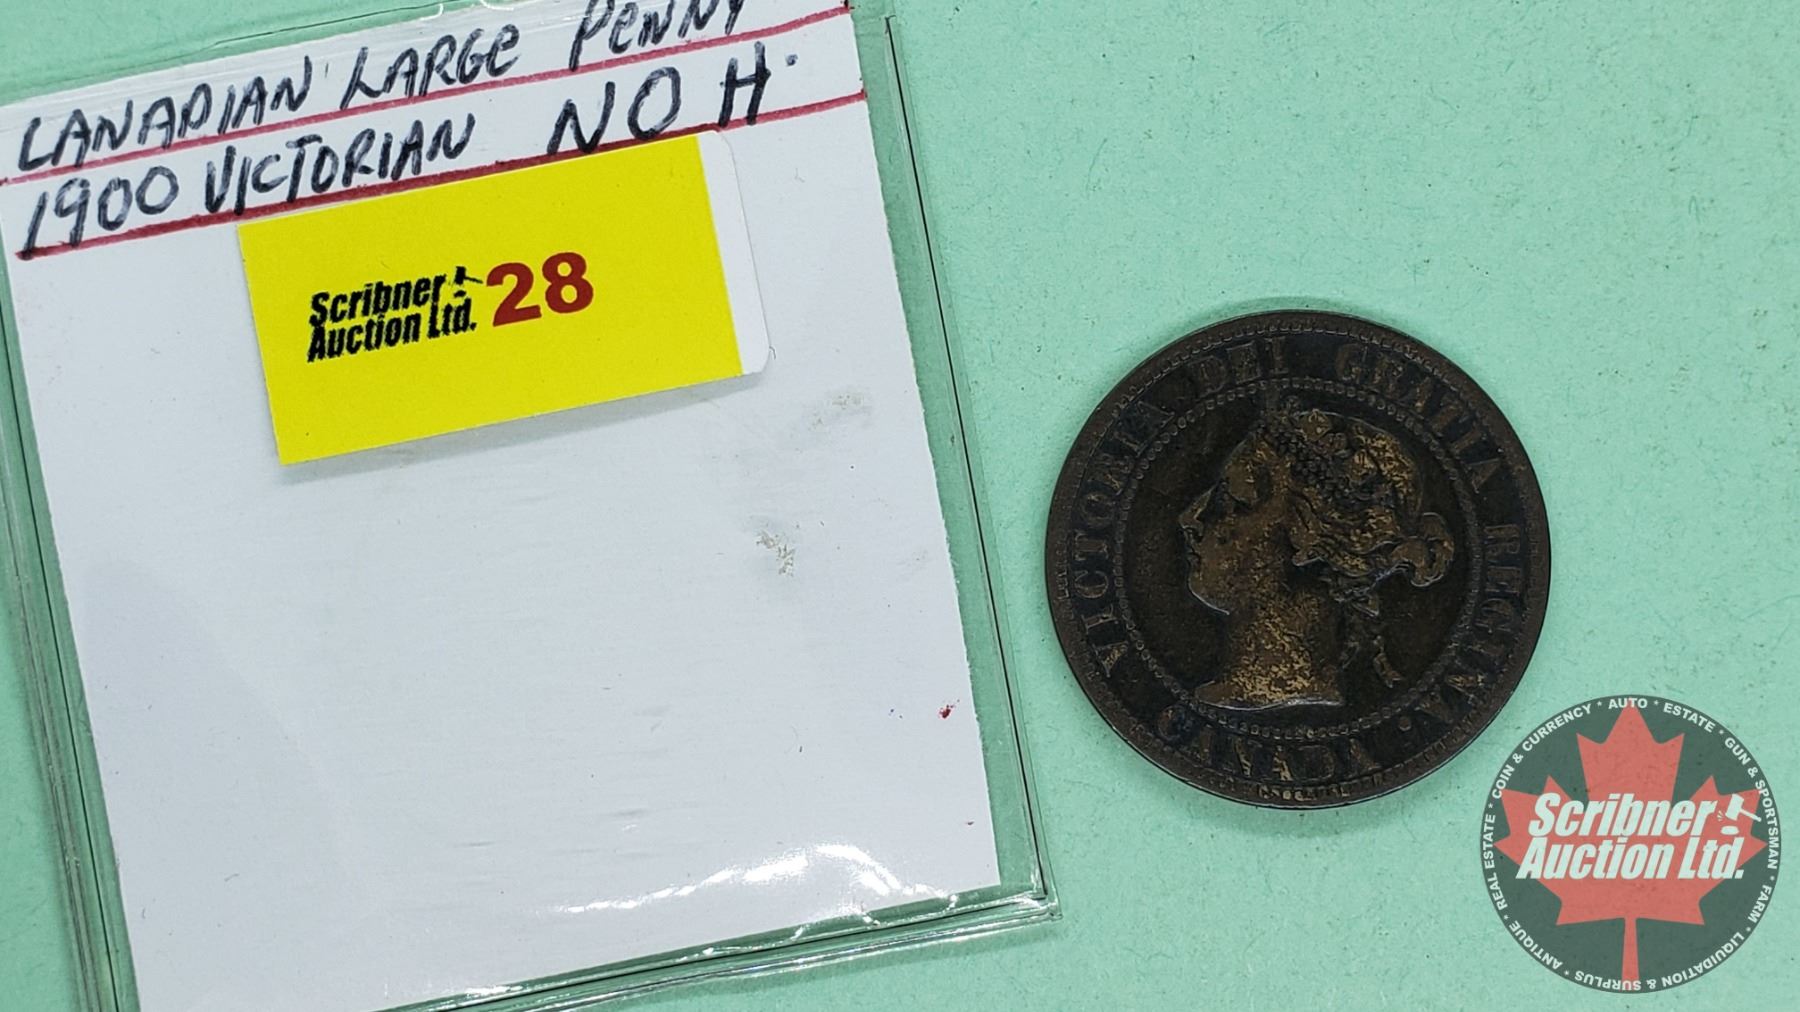 CANADIAN LARGE PENNY
1900 VICTORIAN NO H.
Scribner
Auction Ltd.
28
VICTORIA DEI GRATIA REGINA.
CANADA
COIN & CURRENCY * AUTO * ESTATE * GUN & SPORTSMAN * FARM * LIQUIDATION & SURPLUS * ANTIQUE * REAL ESTATE *
Scribner
Auction Ltd.